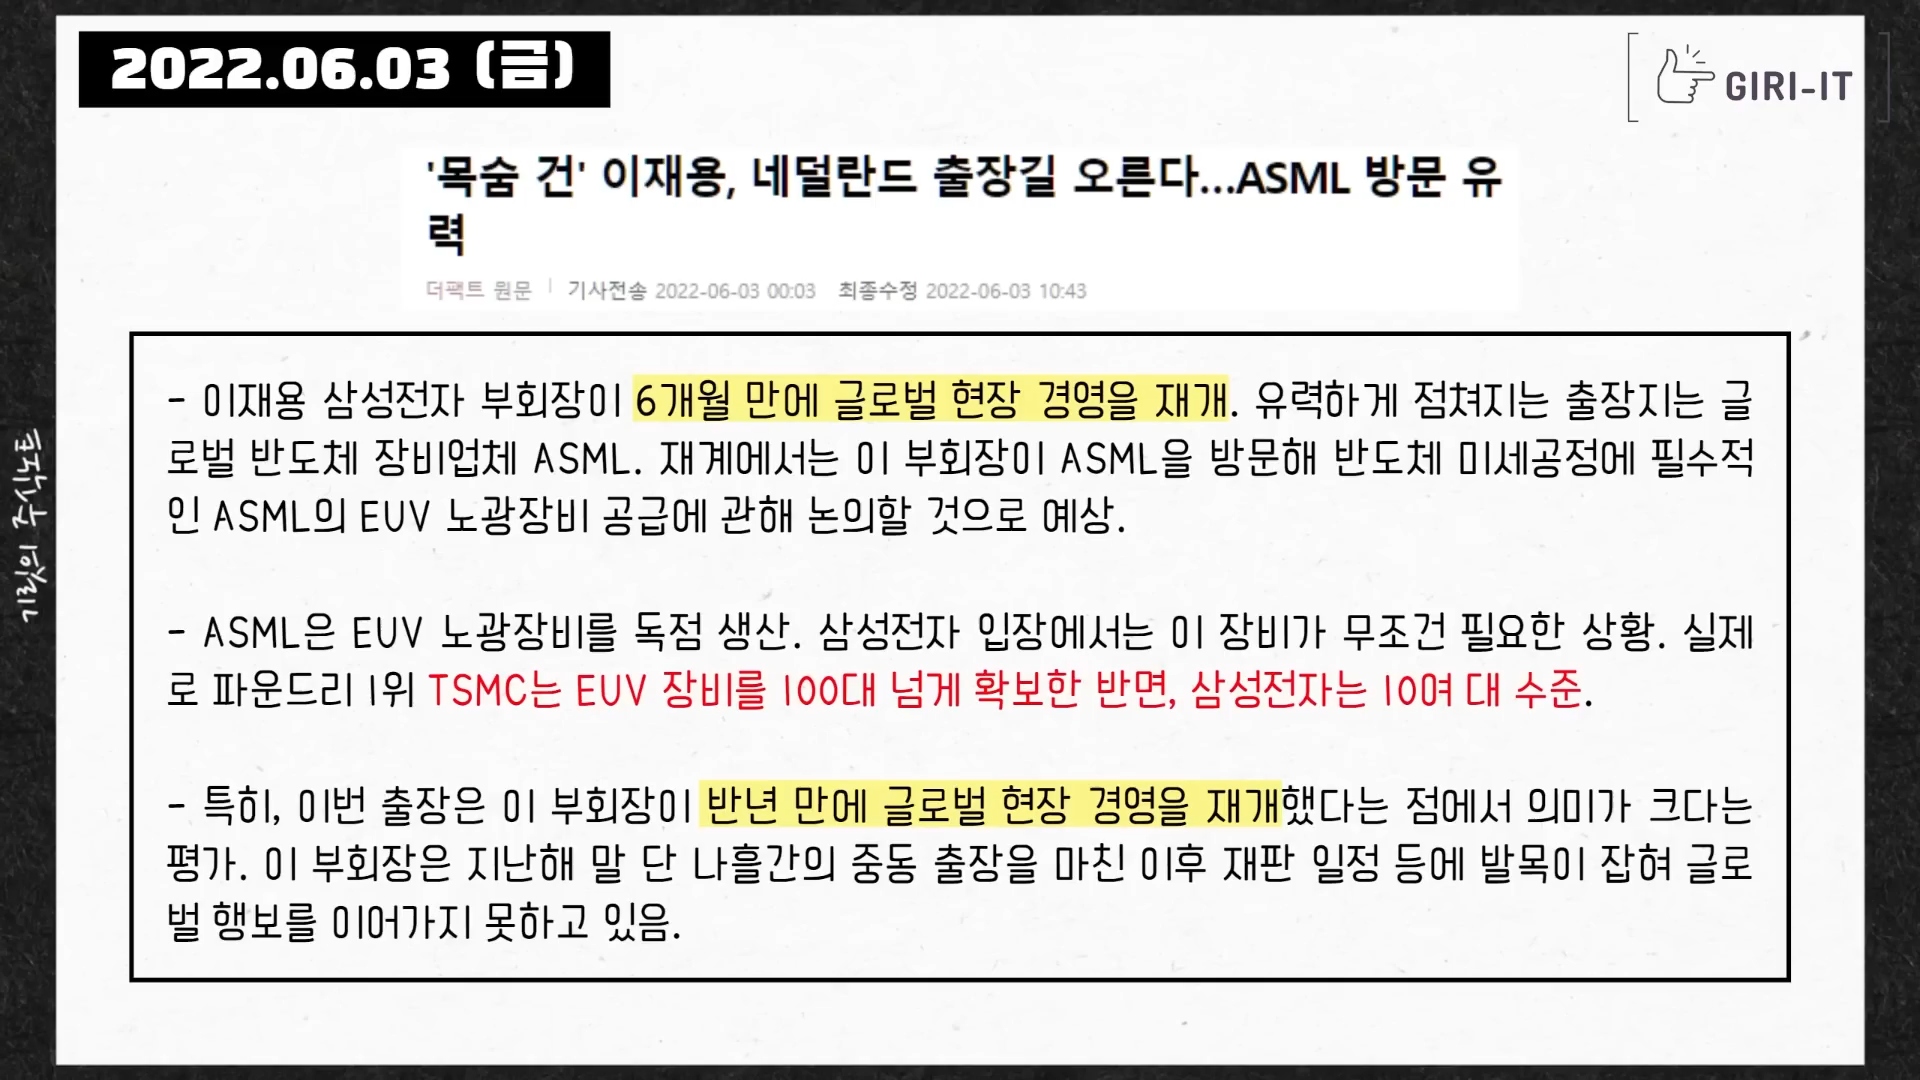 2022.06.03 (금)
GIRI-IT
'목숨 건' 이재용, 네덜란드 출장길 오른다...ASML 방문 유
력
더팩트 원문 | 기사전송 2022-06-03 00:03 최종수정 2022-06-03 10:43
- 이재용 삼성전자 부회장이 6개월 만에 글로벌 현장 경영을 재개. 유력하게 점쳐지는 출장지는 글
로벌 반도체 장비업체 ASML. 재계에서는 이 부회장이 ASML을 방문해 반도체 미세공정에 필수적
인 ASML의 EUV 노광장비 공급에 관해 논의할 것으로 예상.
- ASML은 EUV 노광장비를 독점 생산. 삼성전자 입장에서는 이 장비가 무조건 필요한 상황. 실제
로 파운드리 1위 TSMC는 EUV 장비를 100대 넘게 확보한 반면, 삼성전자는 10여 대 수준.
- 특히, 이번 출장은 이 부회장이 반년 만에 글로벌 현장 경영을 재개했다는 점에서 의미가 크다는
평가. 이 부회장은 지난해 말 단 나흘간의 중동 출장을 마친 이후 재판 일정 등에 발목이 잡혀 글로
벌 행보를 이어가지 못하고 있음.
기릿의 주식노트